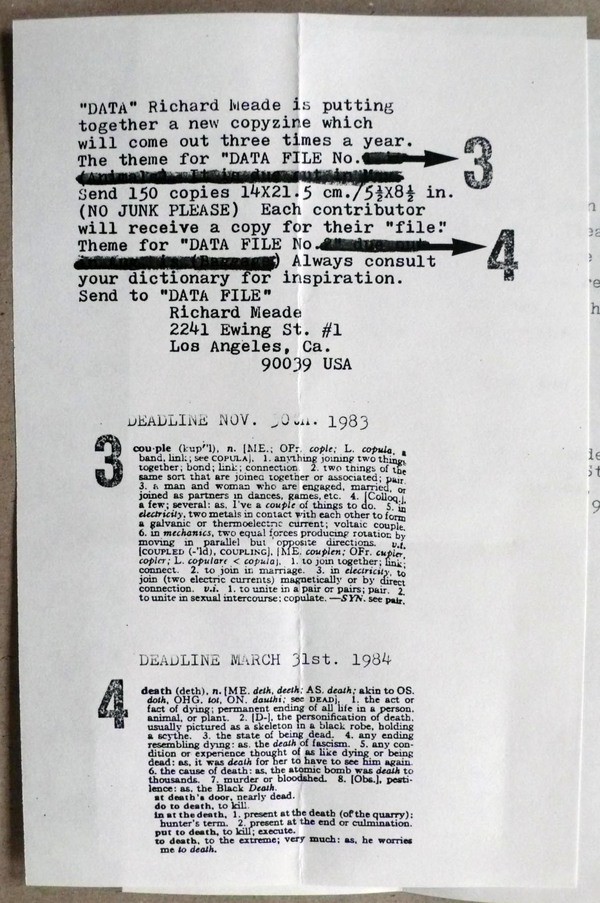 "DATA" Richard Meade is putting
together a new copyzine which
will come out three times a year.
The theme for "DATA FILE No. 3
Send 150 copies 14X21.5 cm./5½x8½ in.
(NO JUNK PLEASE) Each contributor
will receive a copy for their "file."
Theme for "DATA FILE No. 4
Always consult
your dictionary for inspiration.
Send to "DATA FILE"
Richard Meade
2241 Ewing St. #1
Los Angeles, Ca.
90039 USA
DEADLINE NOV. 30th. 1983
3
cou·ple (kup''l), n. [ME.; OFr. cople; L. copula, a
band, link; see COPULA], 1. anything joining two things
together; bond; link; connection. 2. two things of the
same sort that are joined together or associated; pair.
3. a man and woman who are engaged, married, or
joined as partners in dances, games, etc. 4. [Colloq.],
a few; several: as, I've a couple of things to do. 5. in
electricity, two metals in contact with each other to form
a galvanic or thermoelectric current; voltaic couple.
6. in mechanics, two equal forces producing rotation by
moving in parallel but opposite directions. v.t.
[COUPLED (-'ld), COUPLING], [ME. couplen; OFr. cupler,
copler; L. copulare < copula], 1. to join together; link;
connect. 2. to join in marriage. 3. in electricity, to
join (two electric currents) magnetically or by direct
connection. v.i. 1. to unite in a pair or pairs; pair. 2.
to unite in sexual intercourse; copulate. —SYN. see pair.
DEADLINE MARCH 31st. 1984
4
death (deth), n. [ME. deth, deeth; AS. death; akin to OS.
doth, OHG. tot, ON. dauthi; see DEAD], 1. the act or
fact of dying; permanent ending of all life in a person,
animal, or plant. 2. [D-], the personification of death,
usually pictured as a skeleton in a black robe, holding
a scythe. 3. the state of being dead. 4. any ending
resembling dying: as, the death of fascism. 5. any con-
dition or experience thought of as like dying or being
dead: as, it was death for her to have to see him again.
6. the cause of death: as, the atomic bomb was death to
thousands. 7. murder or bloodshed. 8. [Obs.], pesti-
lence: as, the Black Death.
at death's door, nearly dead.
do to death, to kill.
in at the death, 1. present at the death (of the quarry):
hunter's term. 2. present at the end or culmination.
put to death, to kill; execute.
to death, to the extreme; very much: as, he worries
me to death.